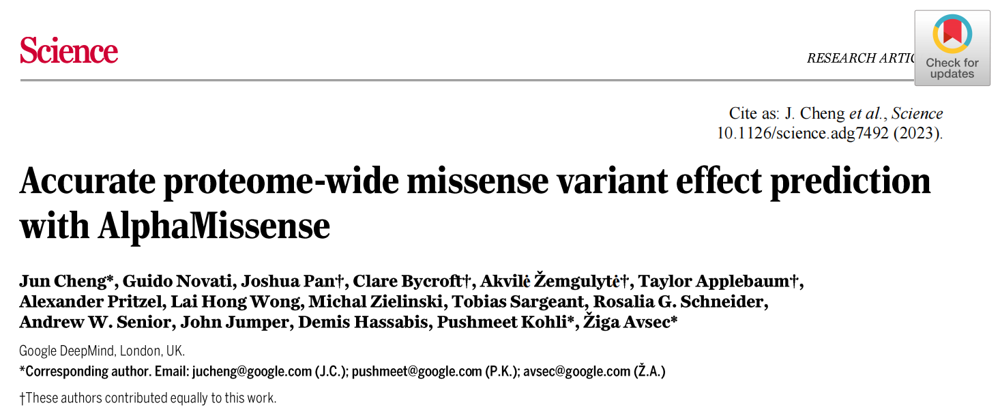 Science
RESEARCH
Check for
updates
Cite as: J. Cheng et al., Science
10.1126/science.adg7492 (2023).
Accurate proteome-wide missense variant effect prediction
with AlphaMissense
Jun Cheng*, Guido Novati, Joshua Pan†, Clare Bycroft†, Akvilė Žemgulytė†, Taylor Applebaum†,
Alexander Pritzel, Lai Hong Wong, Michal Zielinski, Tobias Sargeant, Rosalia G. Schneider,
Andrew W. Senior, John Jumper, Demis Hassabis, Pushmeet Kohli*, Žiga Avsec*
Google DeepMind, London, UK.
*Corresponding author. Email: jucheng@google.com (J.C.); pushmeet@google.com (P.K.); avsec@google.com (Ž.A.)
†These authors contributed equally to this work.